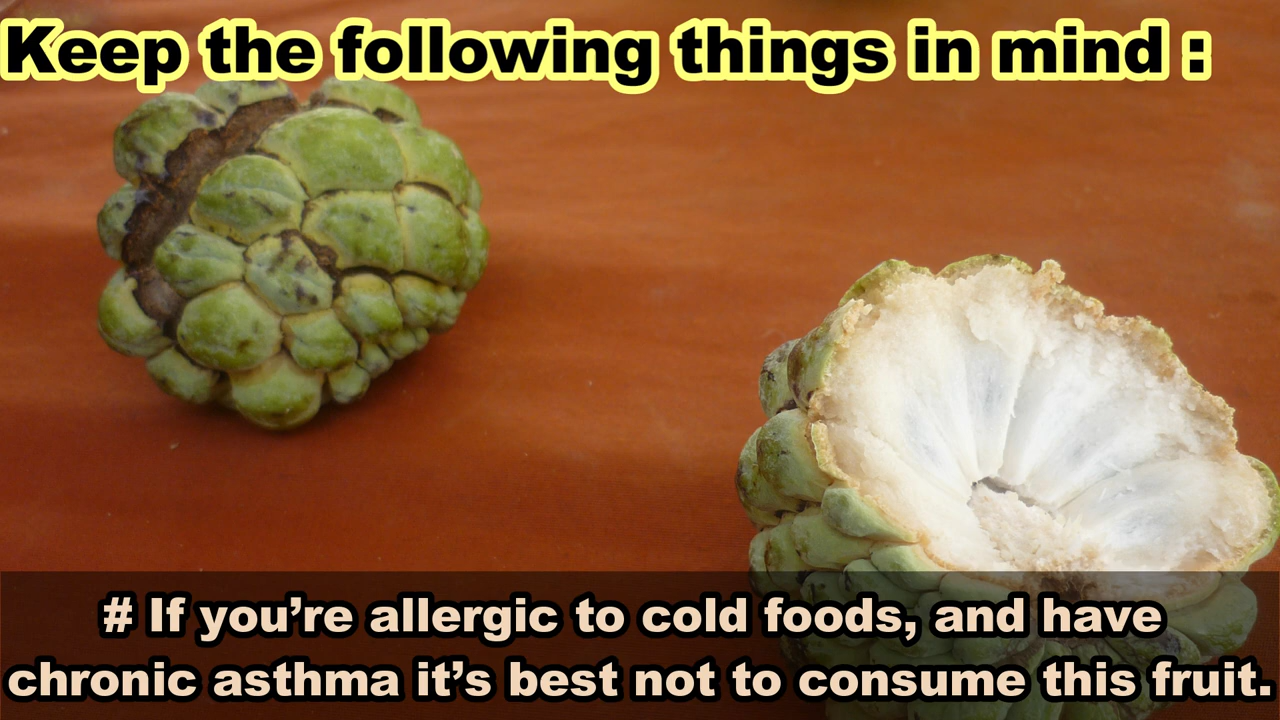 Keep the following things in mind :
# If you’re allergic to cold foods, and have
chronic asthma it’s best not to consume this fruit.